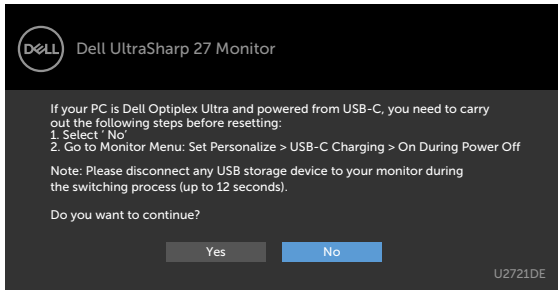 DELL
Dell UltraSharp 27 Monitor
If your PC is Dell Optiplex Ultra and powered from USB-C, you need to carry
out the following steps before resetting:
1. Select ‘ No’
2. Go to Monitor Menu: Set Personalize > USB-C Charging > On During Power Off
Note: Please disconnect any USB storage device to your monitor during
the switching process (up to 12 seconds).
Do you want to continue?
Yes
No
U2721DE